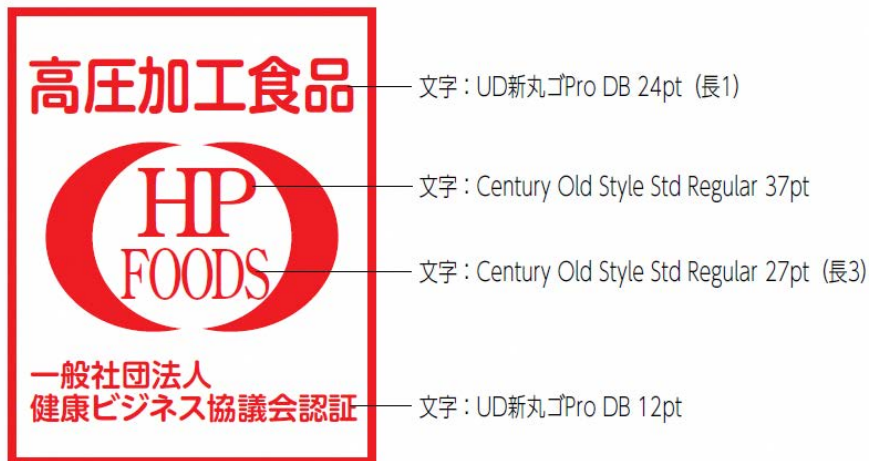 高圧加工食品
文字：UD新丸ゴPro DB 24pt（長1）
HP
文字：Century Old Style Std Regular 37pt
FOODS
文字：Century Old Style Std Regular 27pt（長3）
一般社団法人
健康ビジネス協議会認証
文字：UD新丸ゴPro DB 12pt